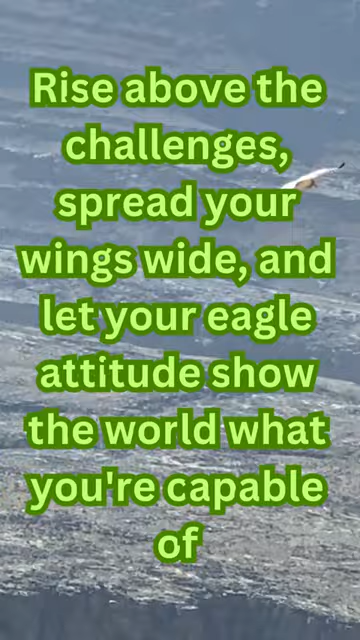 Rise above the
challenges,
spread your
wings wide, and
let your eagle
attitude show
the world what
you're capable
of